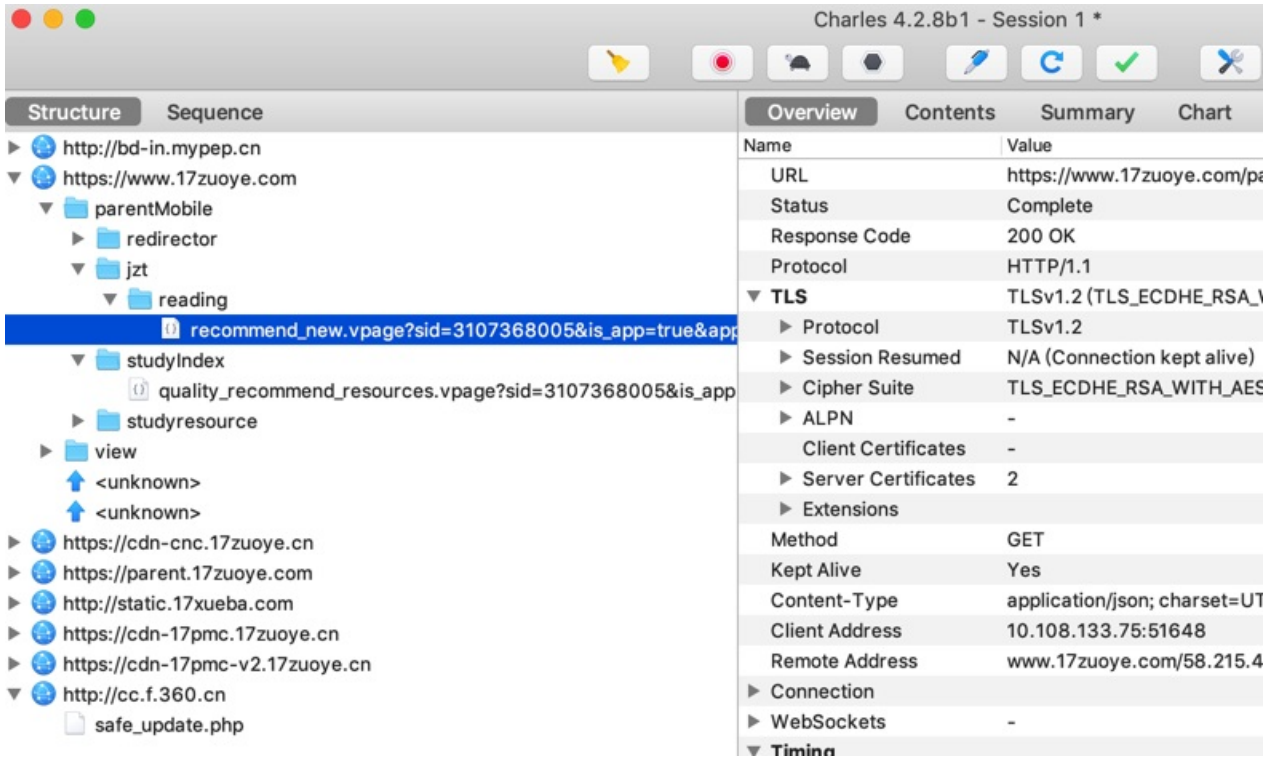 Charles 4.2.8b1 - Session 1 *
Structure Sequence
http://bd-in.mypep.cn
https://www.17zuoye.com
parentMobile
redirector
jzt
reading
recommend_new.vpage?sid=3107368005&is_app=true&app
studyIndex
quality_recommend_resources.vpage?sid=3107368005&is_app
studyresource
view
<unknown>
<unknown>
https://cdn-cnc.17zuoye.cn
https://parent.17zuoye.com
http://static.17xueba.com
https://cdn-17pmc.17zuoye.cn
https://cdn-17pmc-v2.17zuoye.cn
http://cc.f.360.cn
safe_update.php
Overview Contents Summary Chart
Name Value
URL https://www.17zuoye.com/pa
Status Complete
Response Code 200 OK
Protocol HTTP/1.1
TLS TLSv1.2 (TLS_ECDHE_RSA_W
Protocol TLSv1.2
Session Resumed N/A (Connection kept alive)
Cipher Suite TLS_ECDHE_RSA_WITH_AES
ALPN -
Client Certificates -
Server Certificates 2
Extensions
Method GET
Kept Alive Yes
Content-Type application/json; charset=UT
Client Address 10.108.133.75:51648
Remote Address www.17zuoye.com/58.215.4
Connection
WebSockets -
Timing